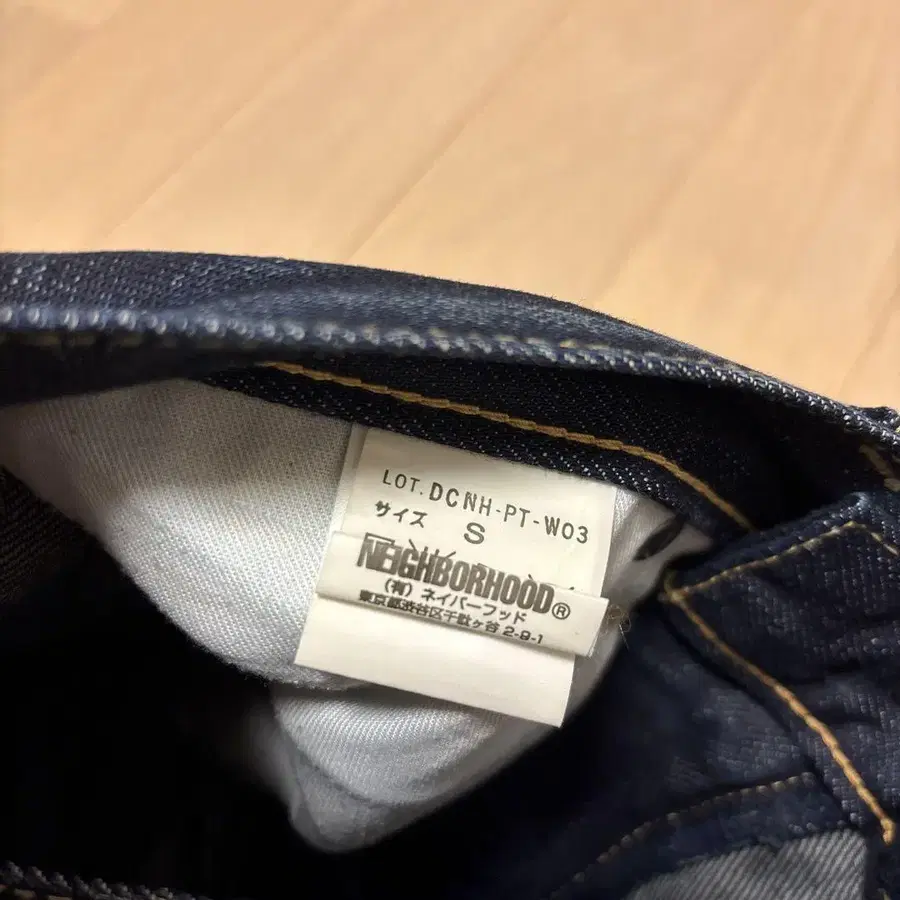 LOT. DCNH-PT-W03
サイズ S
NEIGHBORHOOD®
(有) ネイバーフッド
東京都渋谷区千駄ヶ谷 2-9-1